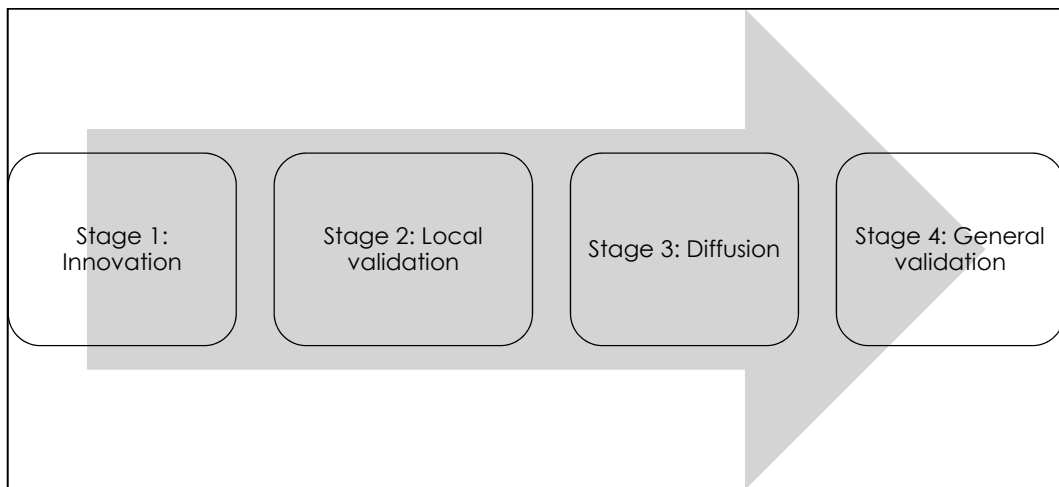 Stage 1:
Innovation
Stage 2: Local
validation
Stage 3: Diffusion
Stage 4: General
validation